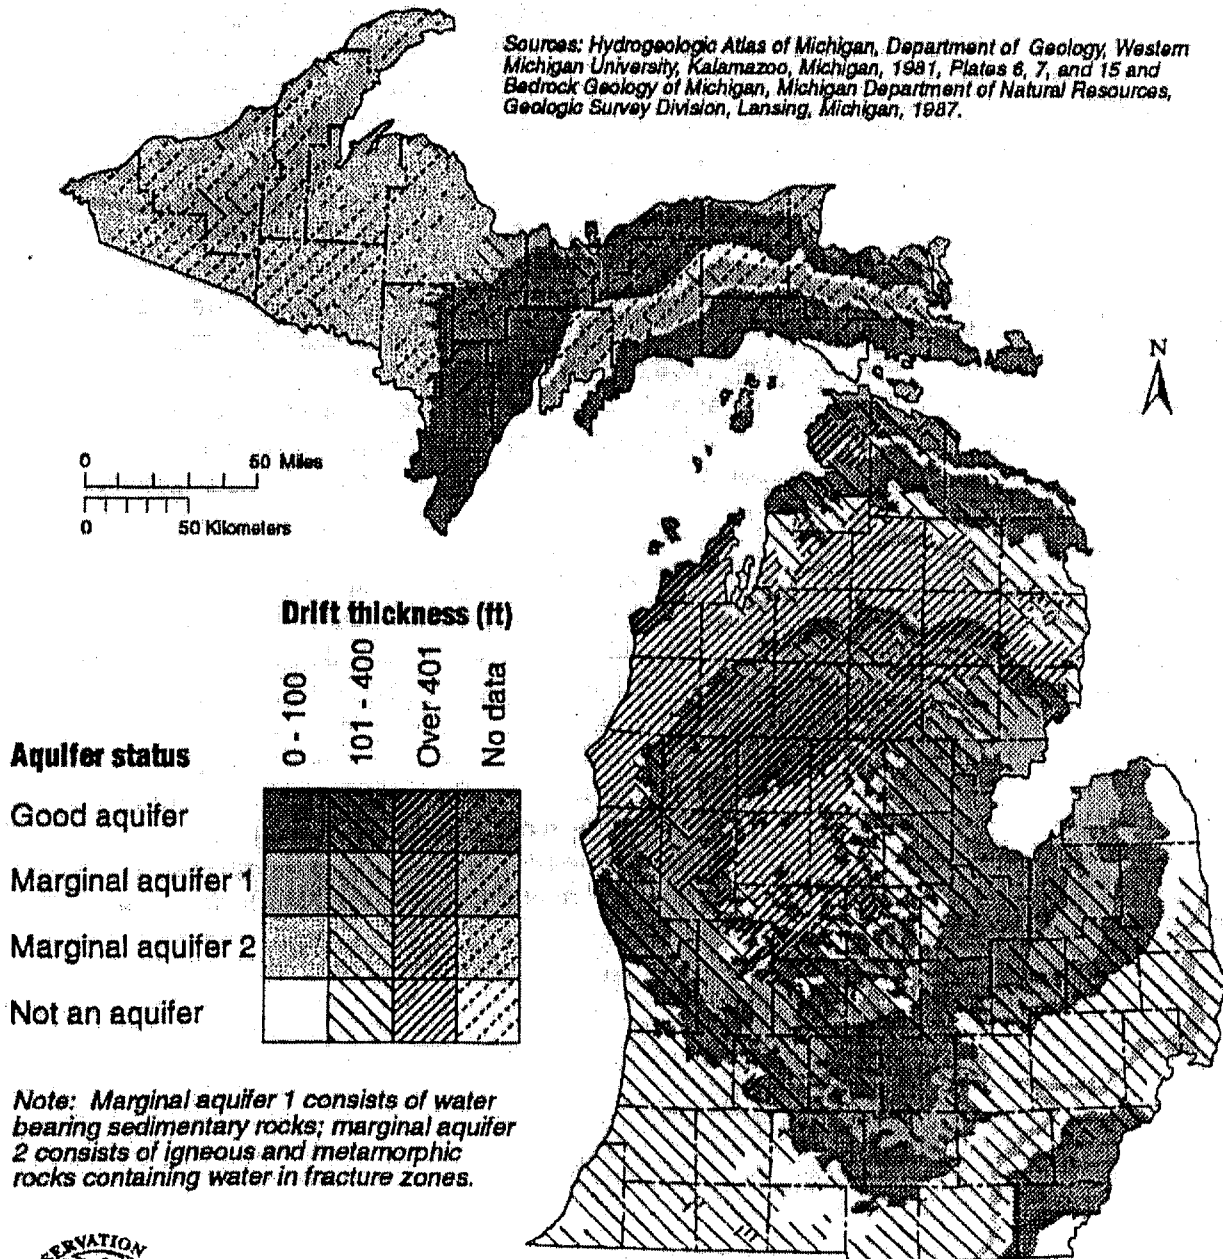 Sources: Hydrogeologic Atlas of Michigan, Department of Geology, Western
Michigan University, Kalamazoo, Michigan, 1981, Plates 6, 7, and 15 and
Bedrock Geology of Michigan, Michigan Department of Natural Resources,
Geologic Survey Division, Lansing, Michigan, 1987.
N
0 50 Miles
0 50 Kilometers
Drift thickness (ft)
0 - 100
101 - 400
Over 401
No data
Aquifer status
Good aquifer
Marginal aquifer 1
Marginal aquifer 2
Not an aquifer
Note: Marginal aquifer 1 consists of water
bearing sedimentary rocks; marginal aquifer
2 consists of igneous and metamorphic
rocks containing water in fracture zones.